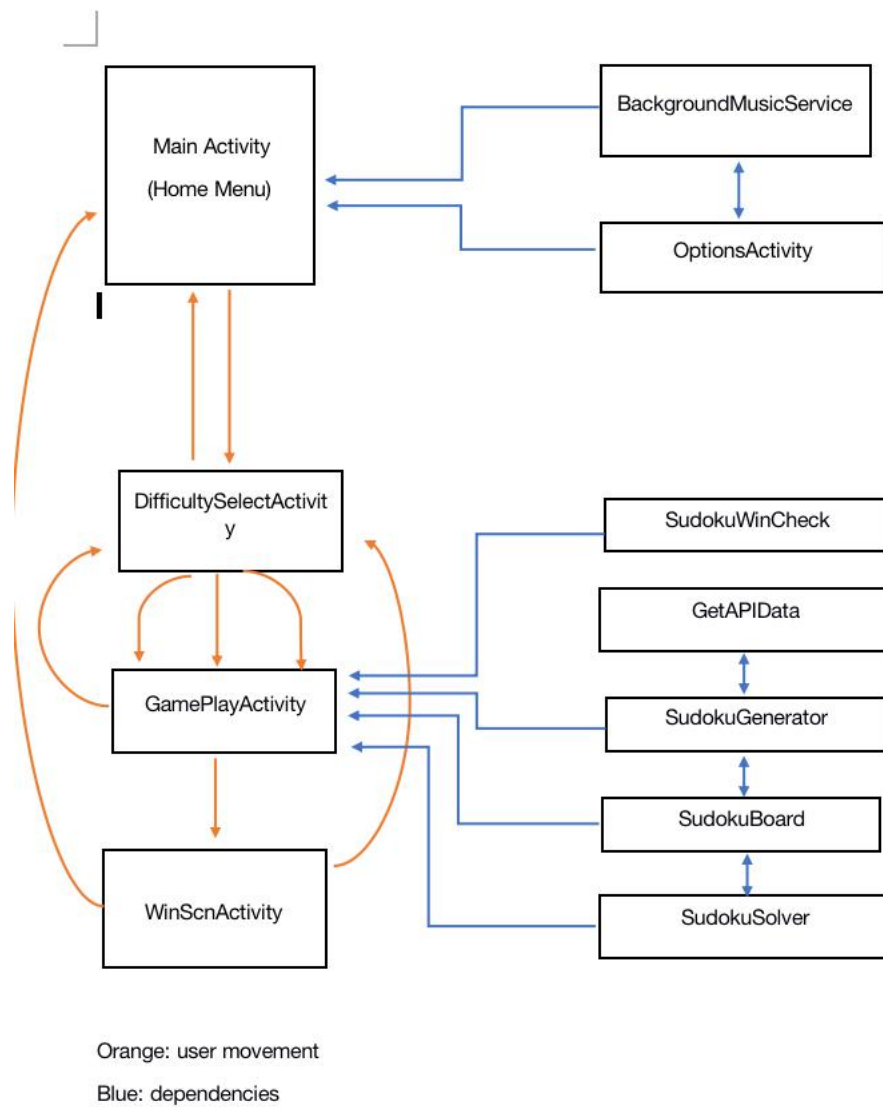 Main Activity
(Home Menu)
BackgroundMusicService
OptionsActivity
DifficultySelectActivit
y
SudokuWinCheck
GetAPIData
GamePlayActivity
SudokuGenerator
SudokuBoard
WinScnActivity
SudokuSolver
Orange: user movement
Blue: dependencies